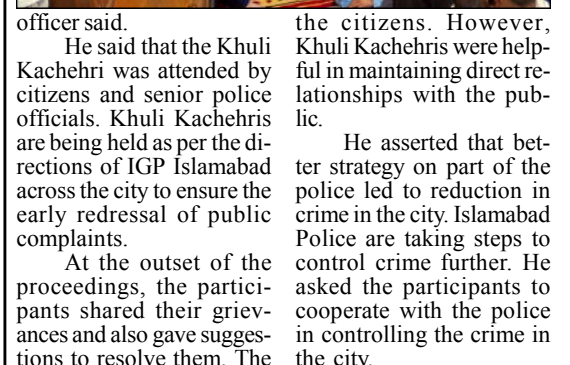 officer said.
He said that the Khuli
Kachehri was attended by
citizens and senior police
officials. Khuli Kachehris
are being held as per the di-
rections of IGP Islamabad
across the city to ensure the
early redressal of public
complaints.
At the outset of the
proceedings, the partici-
pants shared their griev-
ances and also gave sugges-
tions to resolve them. The
the citizens. However,
Khuli Kachehris were help-
ful in maintaining direct re-
lationships with the pub-
lic.
He asserted that bet-
ter strategy on part of the
police led to reduction in
crime in the city. Islamabad
Police are taking steps to
control crime further. He
asked the participants to
cooperate with the police
in controlling the crime in
the city.